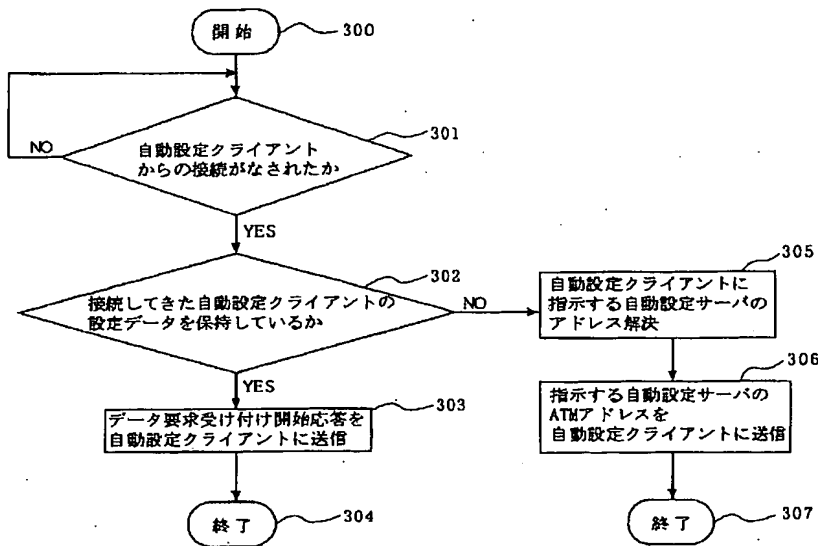 開始
300
301
自動設定クライアント
からの接続がなされたか
NO
YES
302
接続してきた自動設定クライアントの
設定データを保持しているか
NO
YES
303
データ要求受け付け開始応答を
自動設定クライアントに送信
終了
304
305
自動設定クライアントに
指示する自動設定サーバの
アドレス解決
306
指示する自動設定サーバの
ATMアドレスを
自動設定クライアントに送信
終了
307